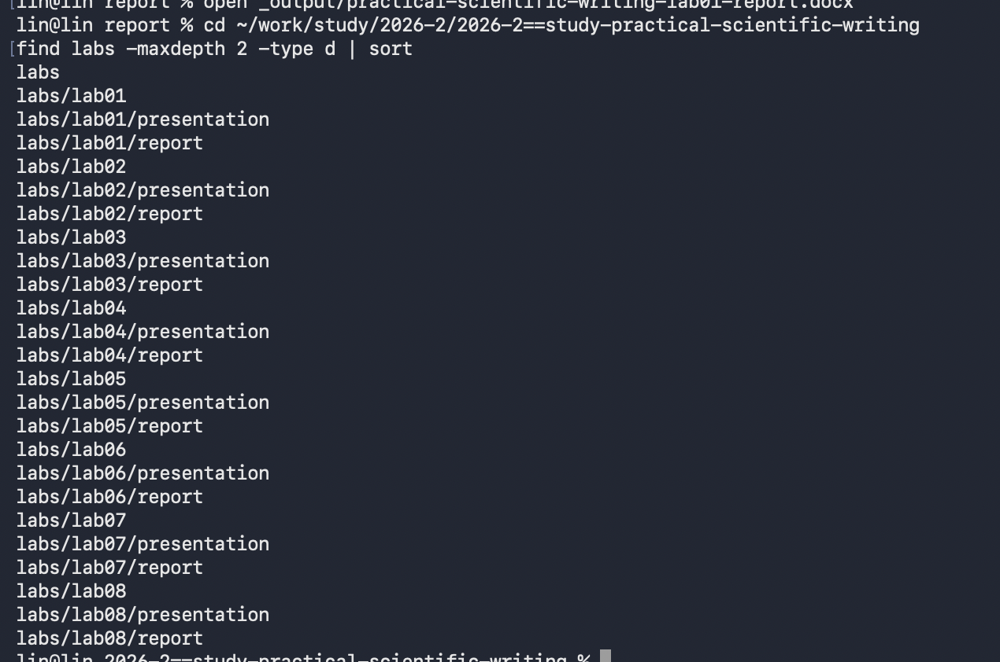 [lin@lin report % open _output/practical-scientific-writing-lab01-report.docx
lin@lin report % cd ~/work/study/2026-2/2026-2==study-practical-scientific-writing
[find labs -maxdepth 2 -type d | sort
labs
labs/lab01
labs/lab01/presentation
labs/lab01/report
labs/lab02
labs/lab02/presentation
labs/lab02/report
labs/lab03
labs/lab03/presentation
labs/lab03/report
labs/lab04
labs/lab04/presentation
labs/lab04/report
labs/lab05
labs/lab05/presentation
labs/lab05/report
labs/lab06
labs/lab06/presentation
labs/lab06/report
labs/lab07
labs/lab07/presentation
labs/lab07/report
labs/lab08
labs/lab08/presentation
labs/lab08/report
lin@lin 2026-2==study-practical-scientific-writing %